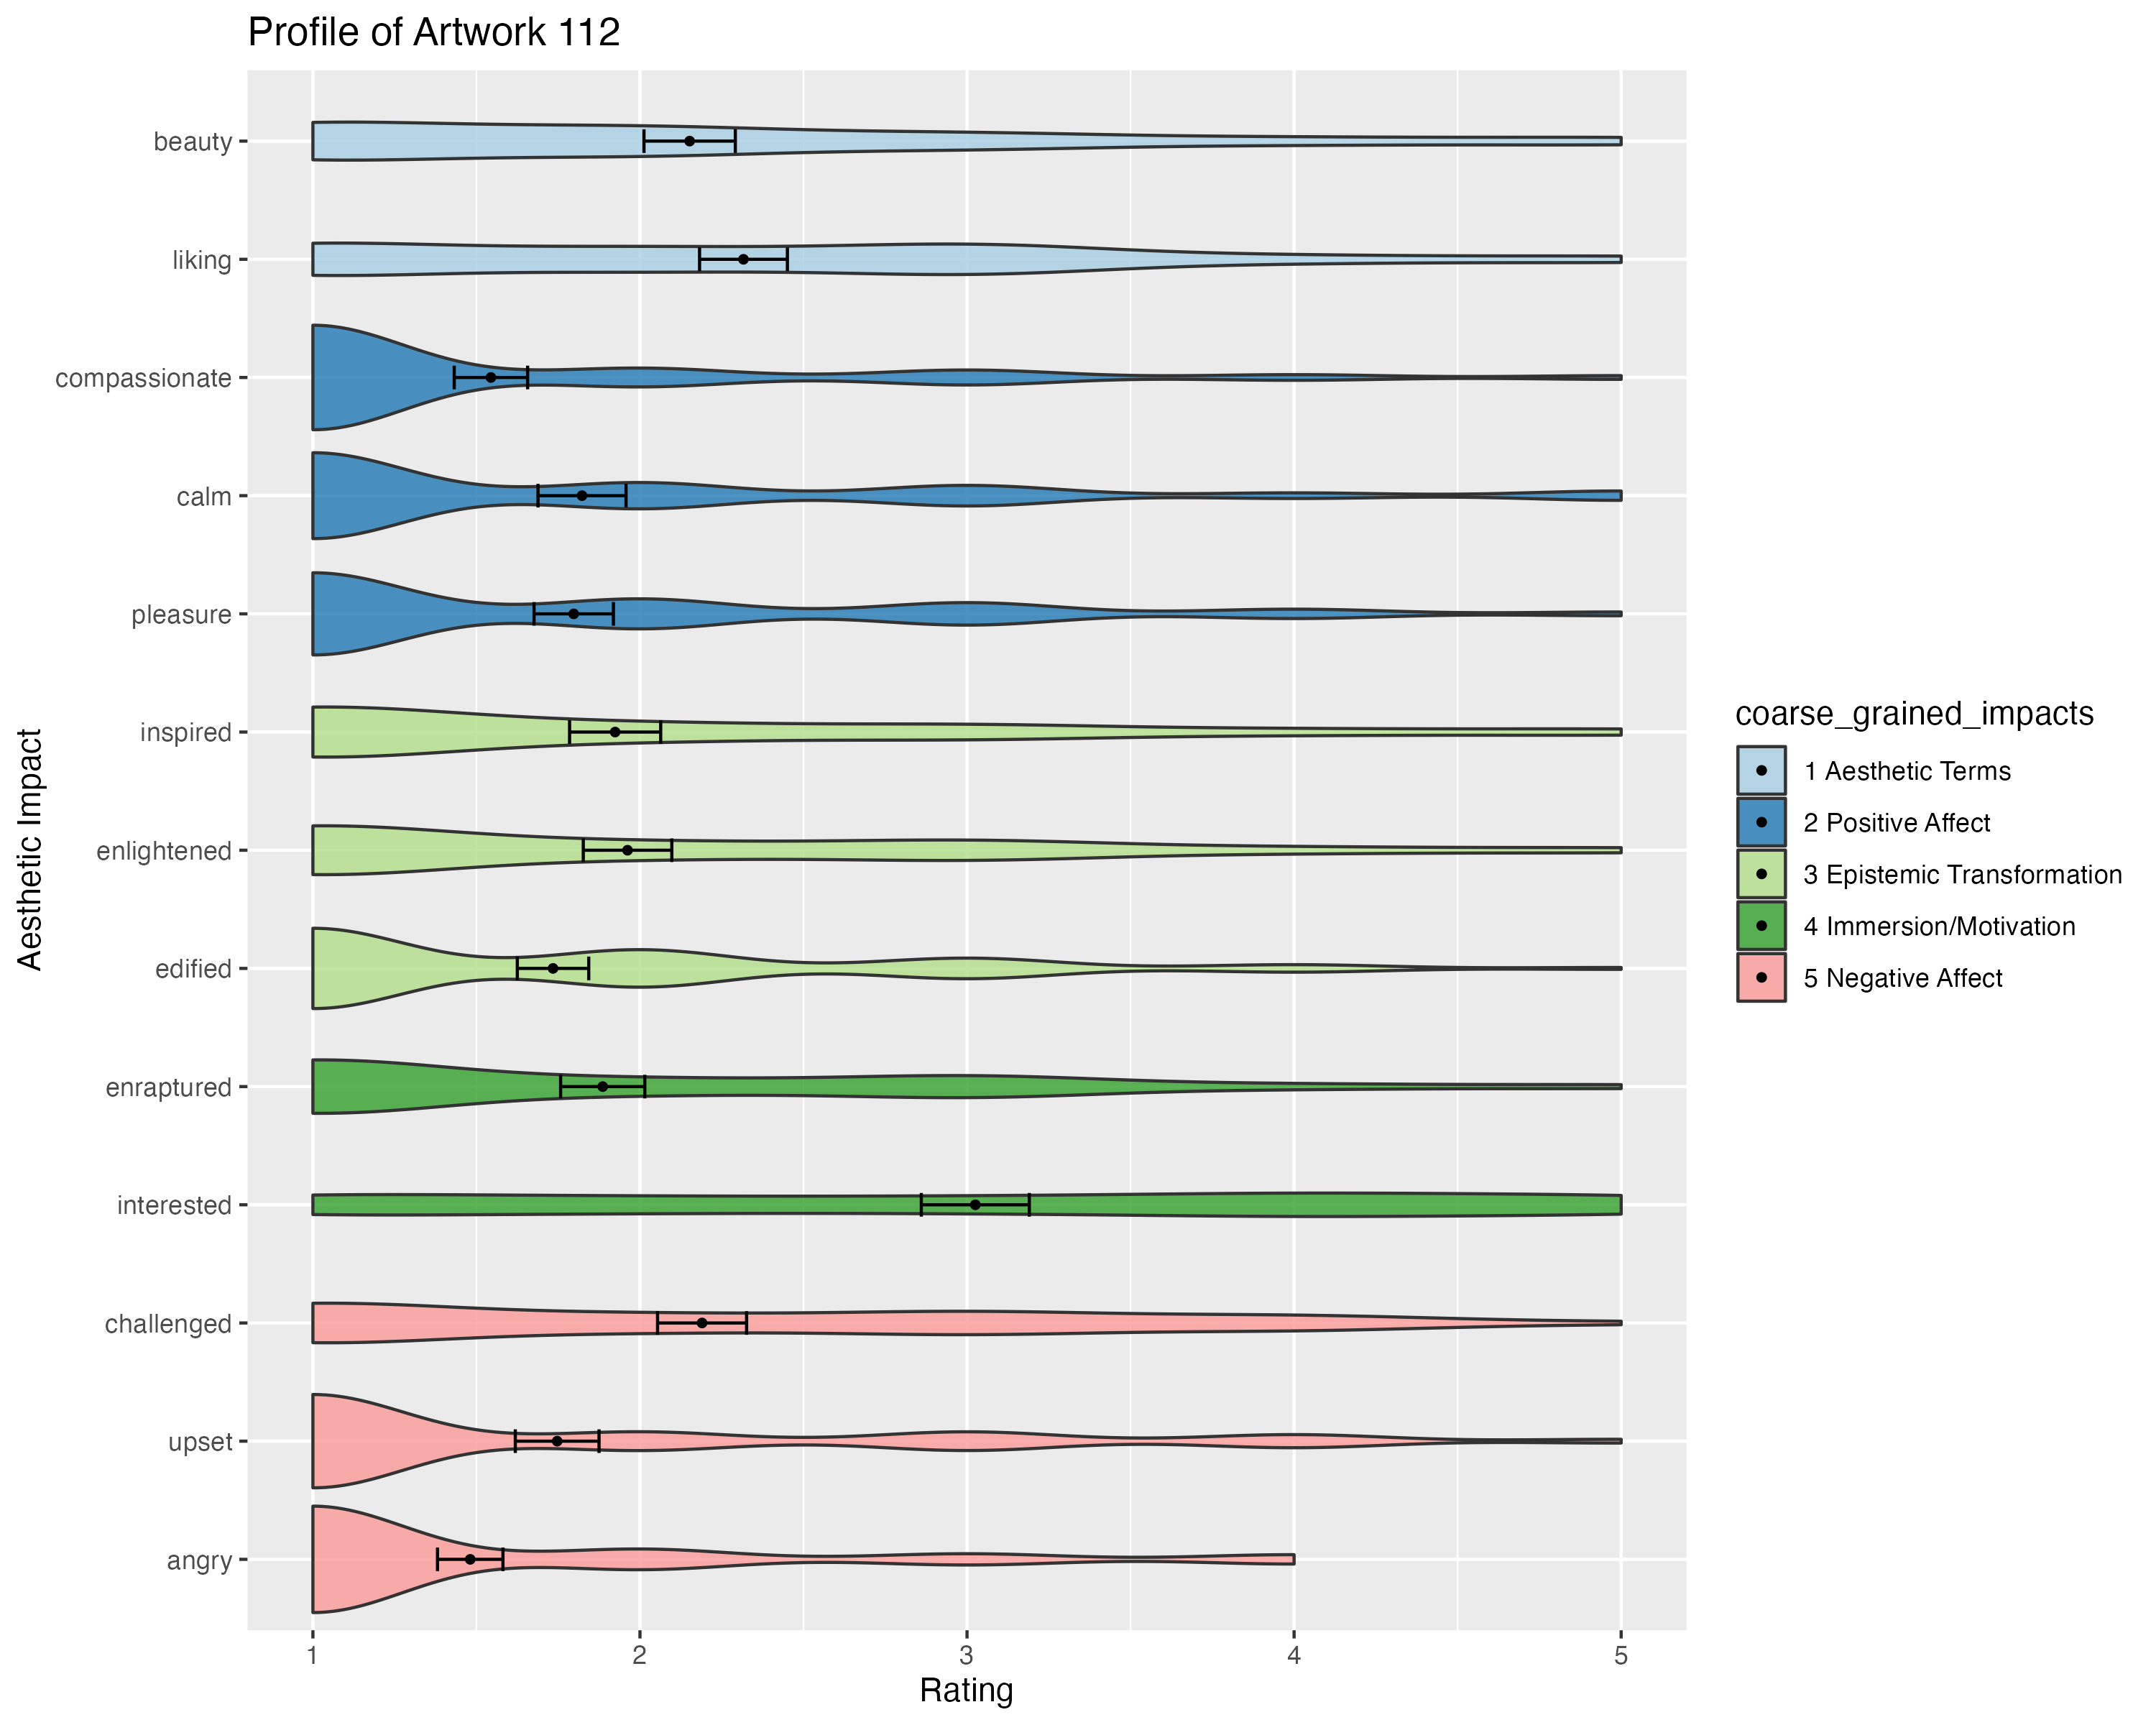 Profile of Artwork 112
beauty
liking
compassionate
calm
pleasure
inspired
enlightened
edified
enraptured
interested
challenged
upset
angry
Aesthetic Impact
1 2 3 4 5
Rating
coarse_grained_impacts
1 Aesthetic Terms
2 Positive Affect
3 Epistemic Transformation
4 Immersion/Motivation
5 Negative Affect